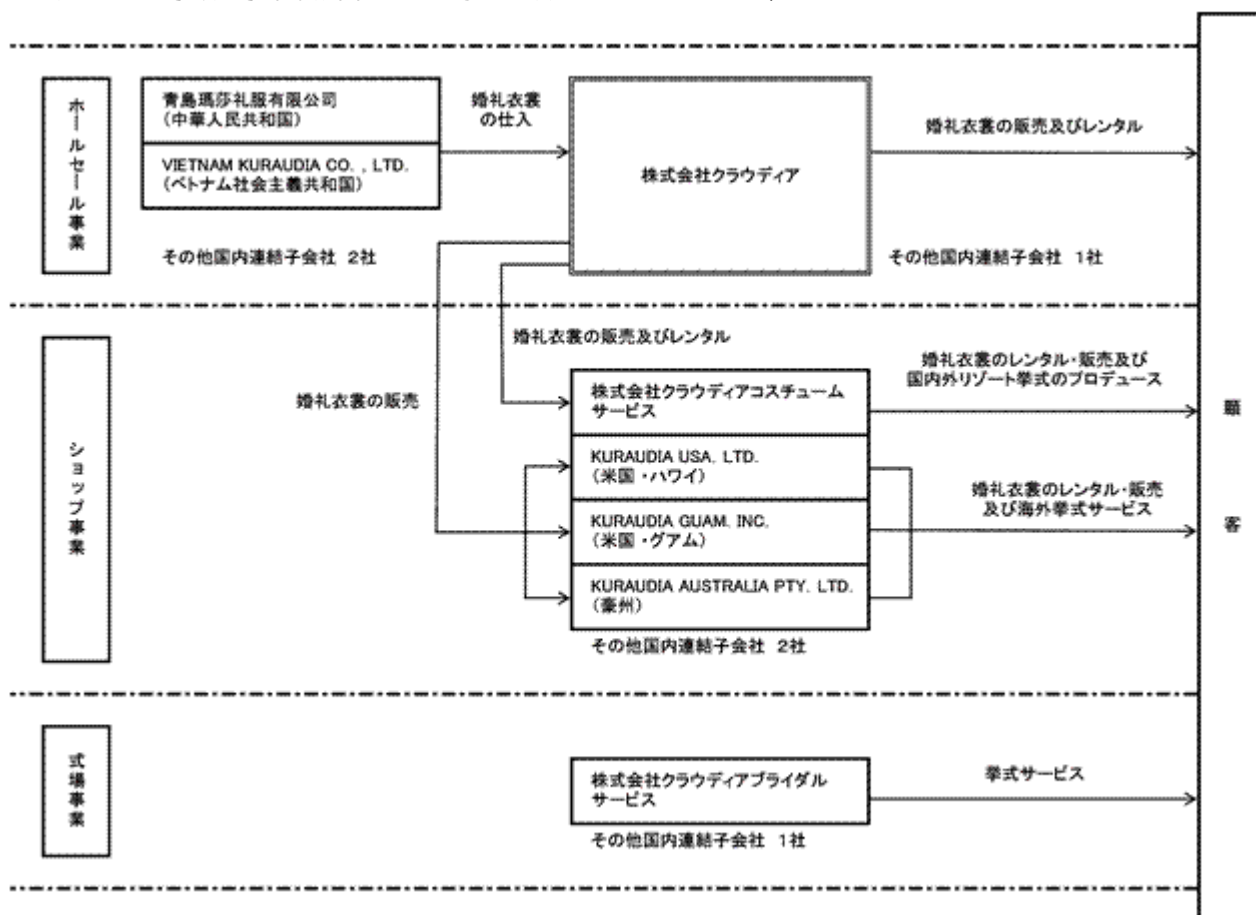 ホールセール事業
青島瑪莎礼服有限公司
(中華人民共和国)
VIETNAM KURAUDIA CO. , LTD.
(ベトナム社会主義共和国)
その他国内連結子会社 2社
婚礼衣裳
の仕入
株式会社クラウディア
婚礼衣裳の販売及びレンタル
その他国内連結子会社 1社
ショップ事業
婚礼衣裳の販売
婚礼衣裳の販売及びレンタル
株式会社クラウディアコスチューム
サービス
KURAUDIA USA. LTD.
(米国・ハワイ)
KURAUDIA GUAM. INC.
(米国・グアム)
KURAUDIA AUSTRALIA PTY. LTD.
(豪州)
その他国内連結子会社 2社
婚礼衣裳のレンタル・販売及び
国内外リゾート挙式のプロデュース
婚礼衣裳のレンタル・販売
及び海外挙式サービス
式場事業
株式会社クラウディアブライダル
サービス
その他国内連結子会社 1社
挙式サービス
顧客